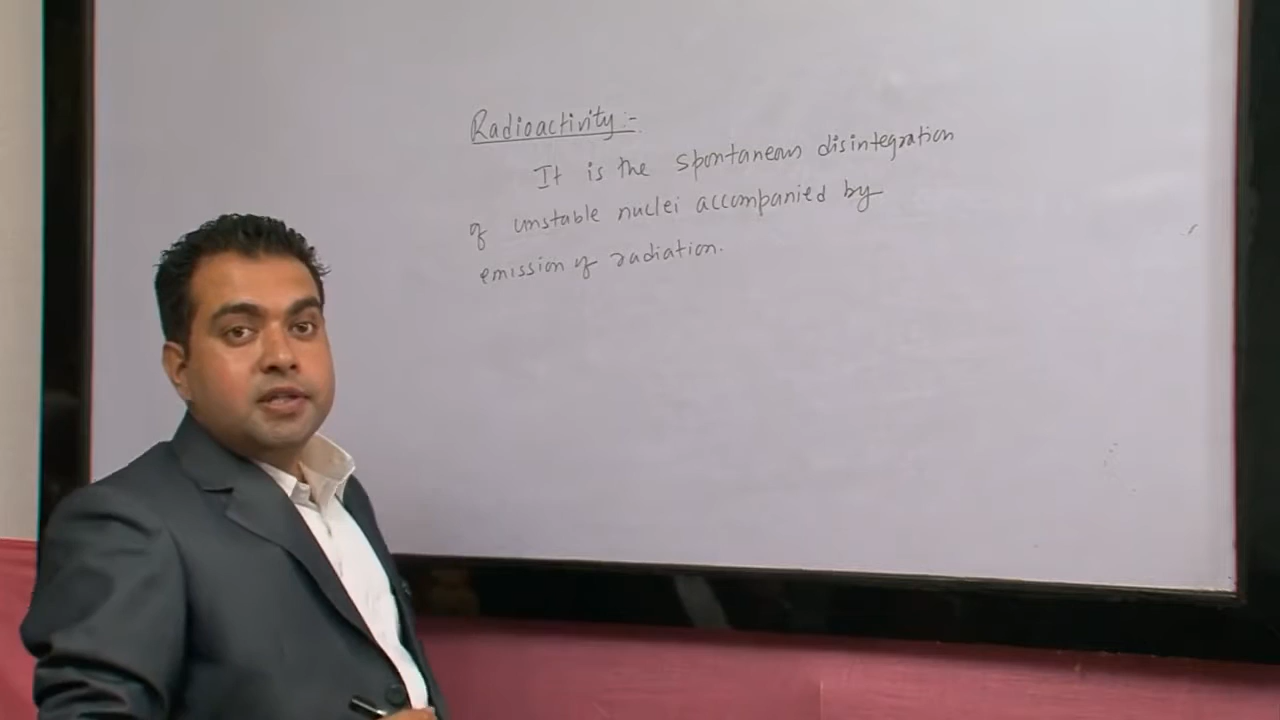 Radioactivity :-
It is the spontaneous disintegration
of unstable nuclei accompanied by
emission of radiation.